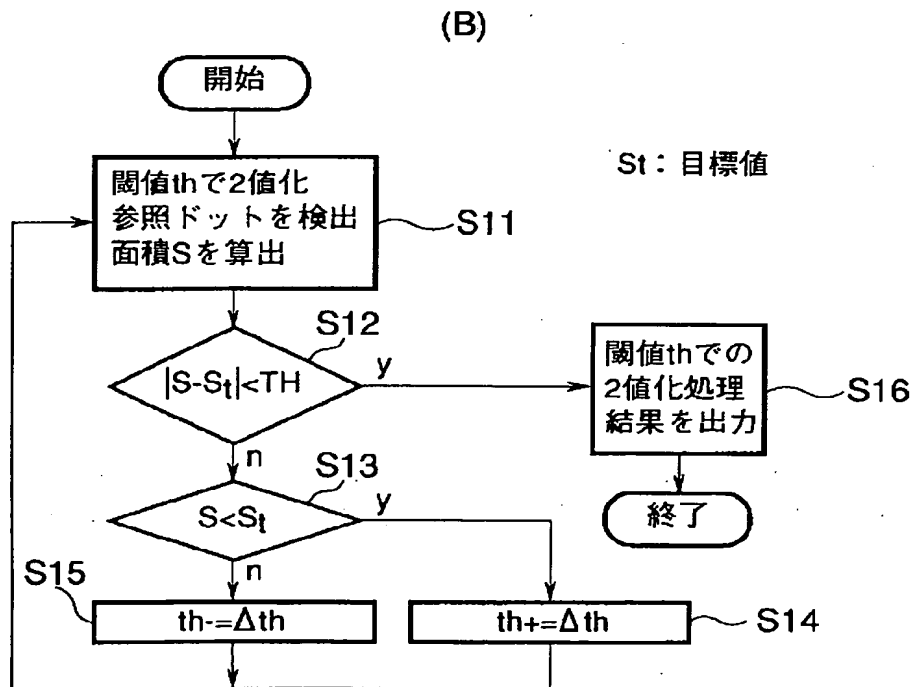 (B)
開始
St：目標値
閾値thで2値化
参照ドットを検出
面積Sを算出
S11
S12
|S-St|<TH
y
閾値thでの
2値化処理
結果を出力
S16
n
S13
S<St
y
終了
n
S15
th-=Δth
th+=Δth
S14